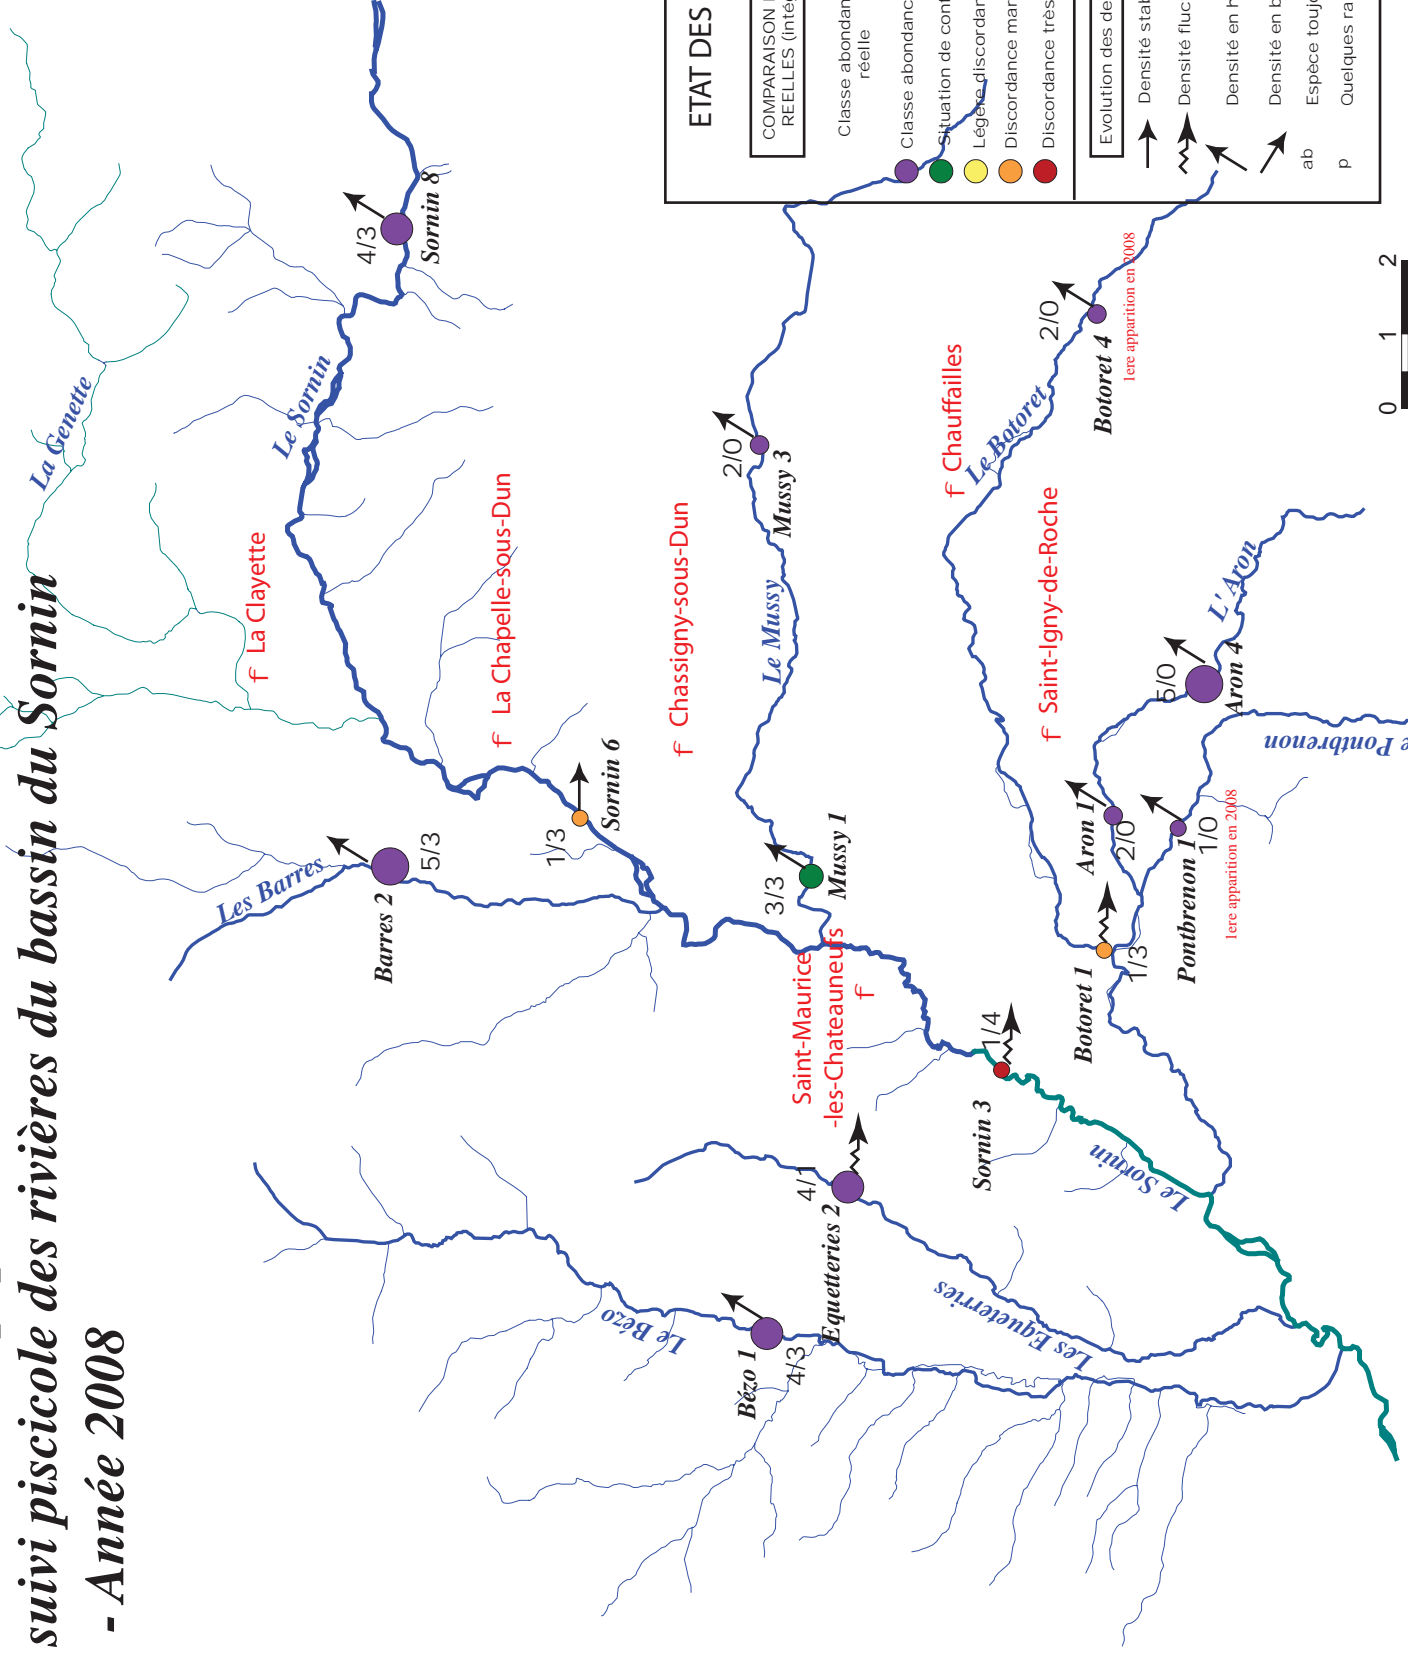 suivi piscicole des rivières du bassin du Sornin
- Année 2008
La Genette
Le Sornin
4/3
Sornin 8
f La Clayette
f La Chapelle-sous-Dun
Les Barres
5/3
Barres 2
1/3
Sornin 6
f Chassigny-sous-Dun
2/0
Mussy 3
Le Mussy
3/3
Mussy 1
Saint-Maurice
-les-Chateauneufs
f
f Chauffailles
Le Botoret
2/0
Botoret 4
1ere apparition en 2008
f Saint-Igny-de-Roche
L'Aron
5/0
Aron 4
Aron 1
2/0
Pontbrenon 1
1/0
1ere apparition en 2008
Pontbrenon
Botoret 1
1/3
1/4
Sornin 3
Le Sornin
4/1
Equetteries 2
Les Equeterries
Le Bézo
Bézo 1
4/3
ETAT DES
COMPARAISON
REELLES (intég
Classe abondan
réelle
Classe abondanc
Situation de cont
Légère discordan
Discordance mar
Discordance très
Evolution des de
Densité stab
Densité fluc
Densité en h
Densité en b
ab Espèce toujo
p Quelques ra
0 1 2